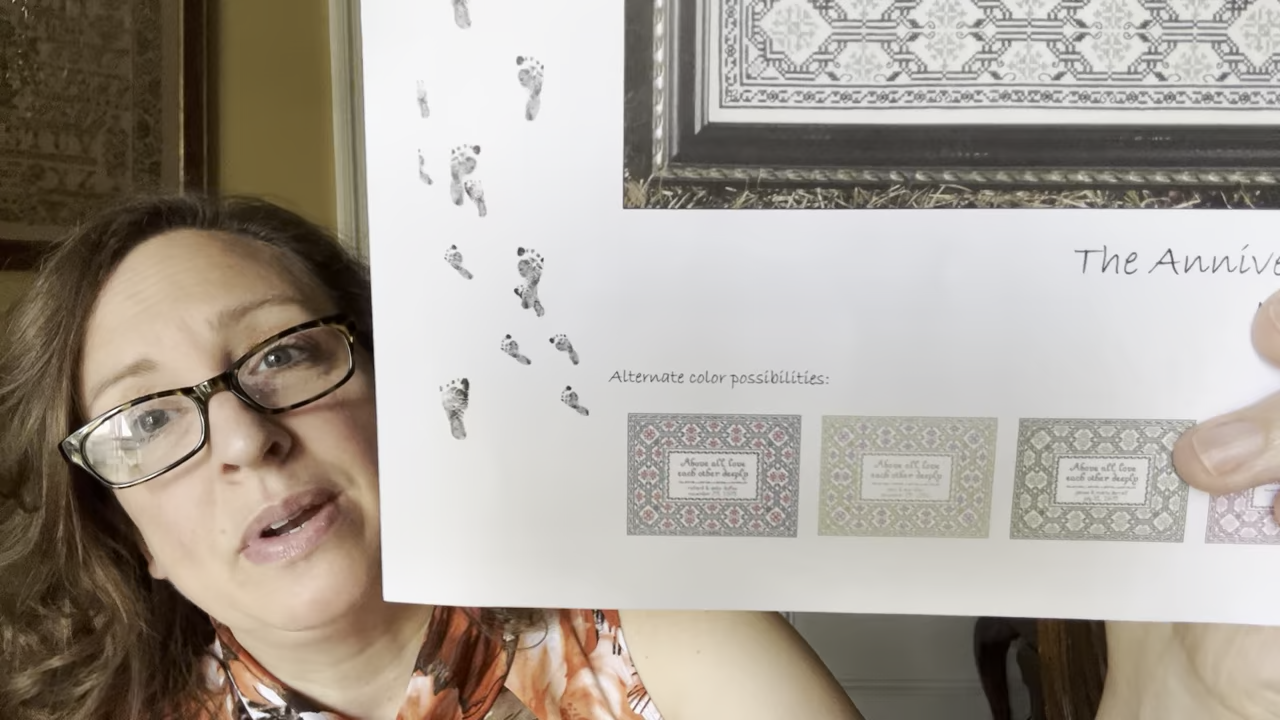 The Annive
Alternate color possibilities:
Above all, love
each other deeply
Above all, love
each other deeply
Above all, love
each other deeply